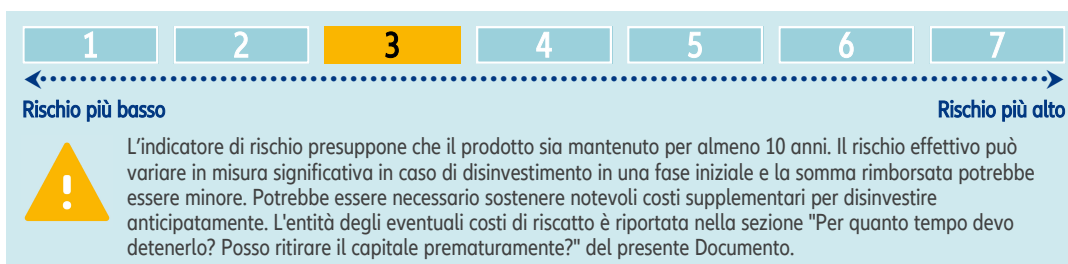 1 2 3 4 5 6 7
Rischio più basso Rischio più alto
L’indicatore di rischio presuppone che il prodotto sia mantenuto per almeno 10 anni. Il rischio effettivo può
variare in misura significativa in caso di disinvestimento in una fase iniziale e la somma rimborsata potrebbe
essere minore. Potrebbe essere necessario sostenere notevoli costi supplementari per disinvestire
anticipatamente. L'entità degli eventuali costi di riscatto è riportata nella sezione "Per quanto tempo devo
detenerlo? Posso ritirare il capitale prematuramente?" del presente Documento.